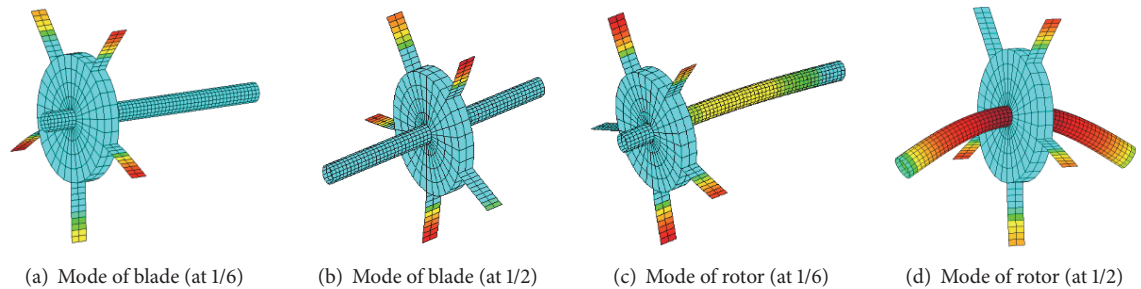 (a) Mode of blade (at 1/6)
(b) Mode of blade (at 1/2)
(c) Mode of rotor (at 1/6)
(d) Mode of rotor (at 1/2)